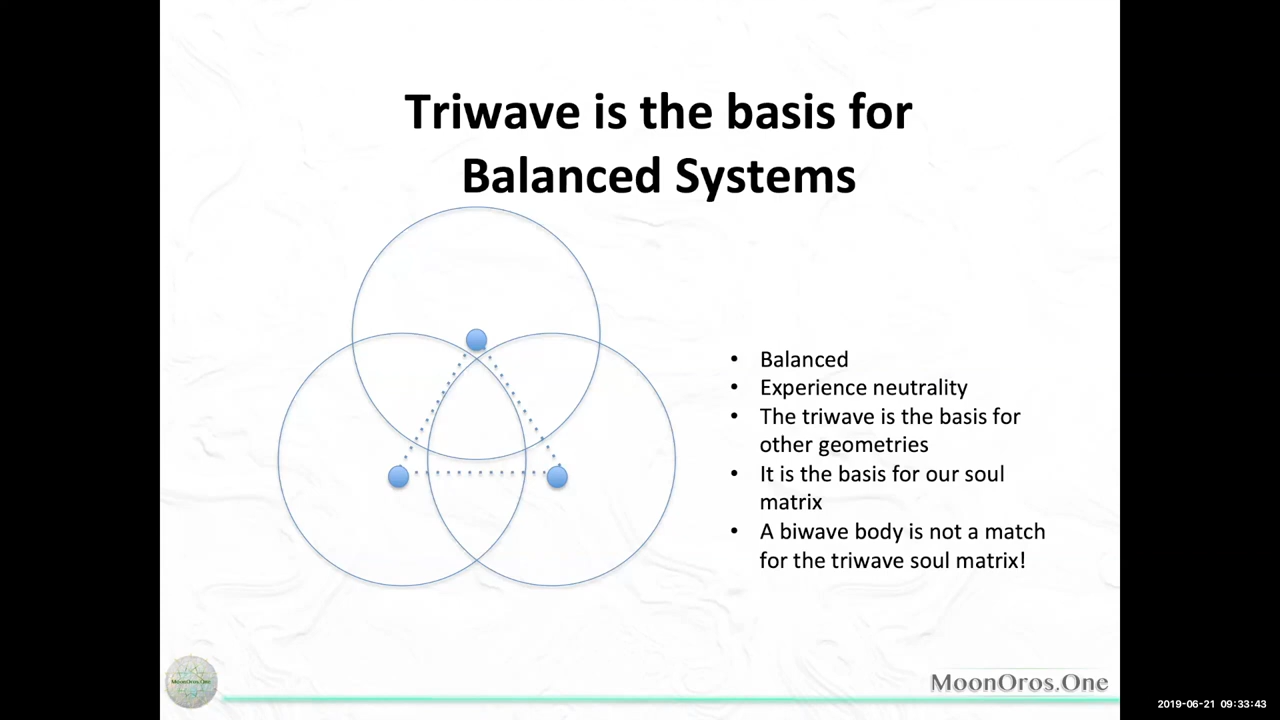 Triwave is the basis for
Balanced Systems
• Balanced
• Experience neutrality
• The triwave is the basis for
other geometries
• It is the basis for our soul
matrix
• A biwave body is not a match
for the triwave soul matrix!
MoonOros.One
MoonOros.One
2019-06-21 09:33:43